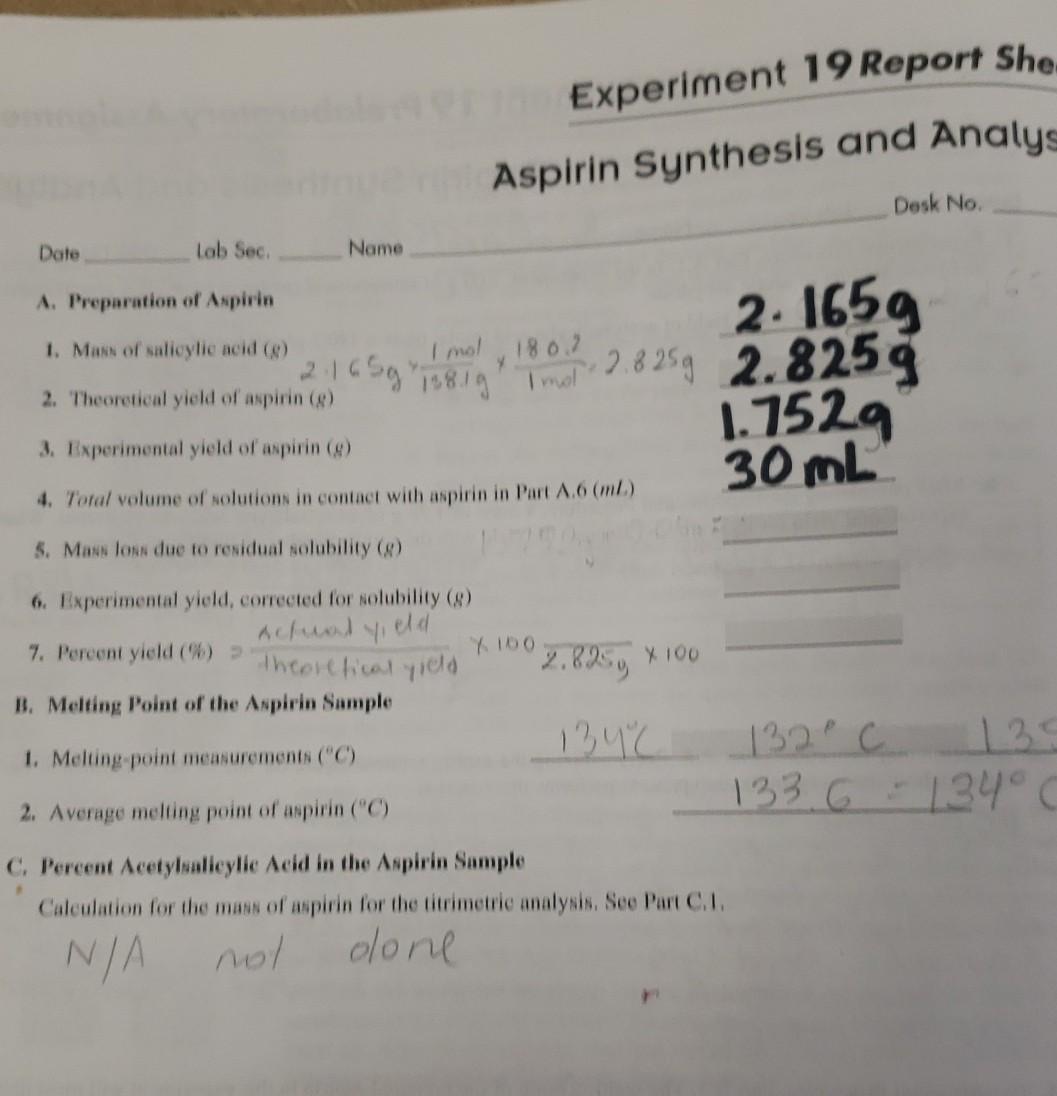 Experiment 19 Report She
Aspirin Synthesis and Analys
Desk No.
Date Lab Sec. Name
A. Preparation of Aspirin
1. Mass of salicylic acid (g) 2.165g
2.165g × 1 mol / 138.1g × 180.2 / 1 mol = 2.825g
2. Theoretical yield of aspirin (g) 2.825g
3. Experimental yield of aspirin (g) 1.752g
4. Total volume of solutions in contact with aspirin in Part A.6 (mL) 30 mL
5. Mass loss due to residual solubility (g)
6. Experimental yield, corrected for solubility (g)
7. Percent yield (%) = Actual yield / theoretical yield × 100 / 2.825g × 100
B. Melting Point of the Aspirin Sample
1. Melting-point measurements (°C) 134°C 132°C 135
2. Average melting point of aspirin (°C) 133.6 = 134°C
C. Percent Acetylsalicylic Acid in the Aspirin Sample
Calculation for the mass of aspirin for the titrimetric analysis. See Part C.1.
N/A not done